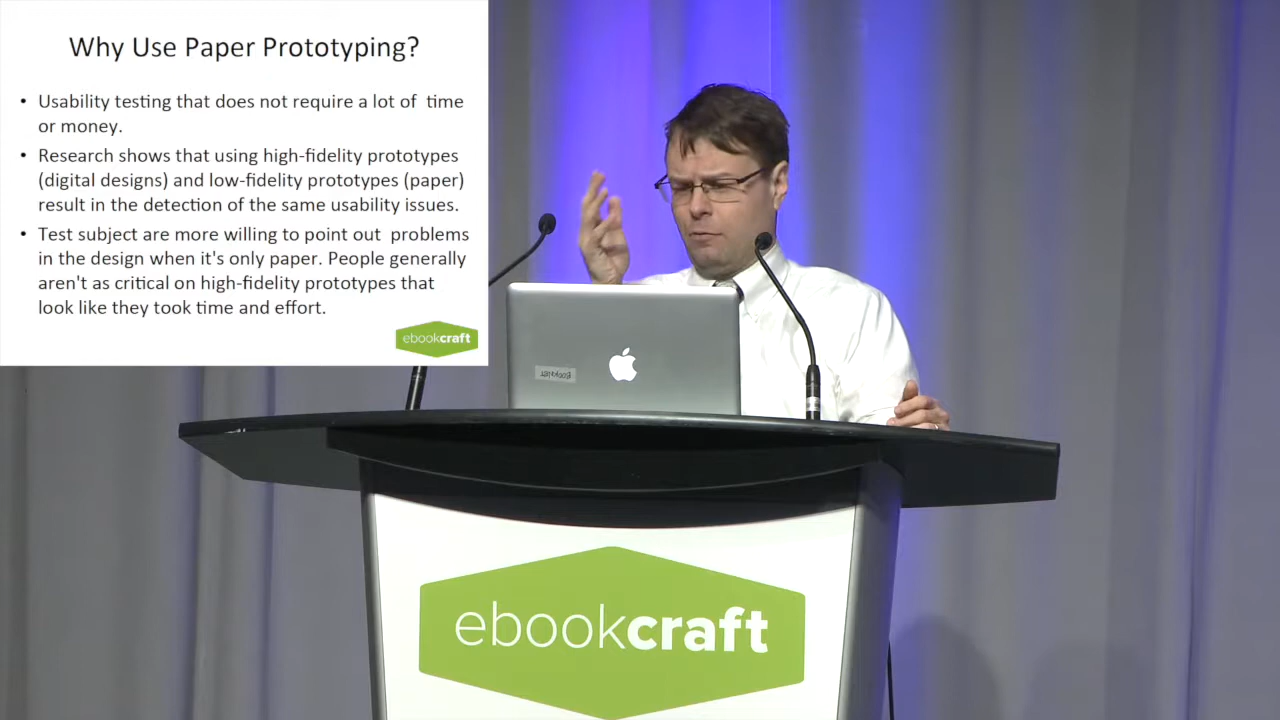 Why Use Paper Prototyping?
• Usability testing that does not require a lot of time
or money.
• Research shows that using high-fidelity prototypes
(digital designs) and low-fidelity prototypes (paper)
result in the detection of the same usability issues.
• Test subject are more willing to point out problems
in the design when it's only paper. People generally
aren't as critical on high-fidelity prototypes that
look like they took time and effort.
ebookcraft
ebookcraft